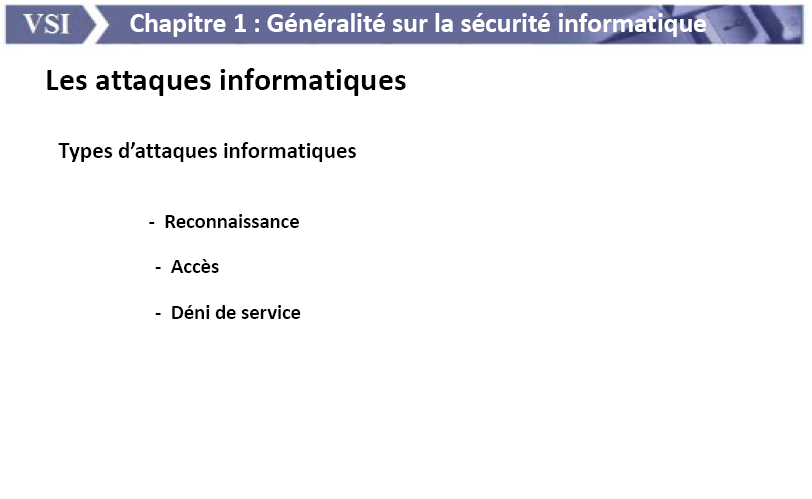 VSI
Chapitre 1 : Généralité sur la sécurité informatique
Les attaques informatiques
Types d’attaques informatiques
- Reconnaissance
- Accès
- Déni de service